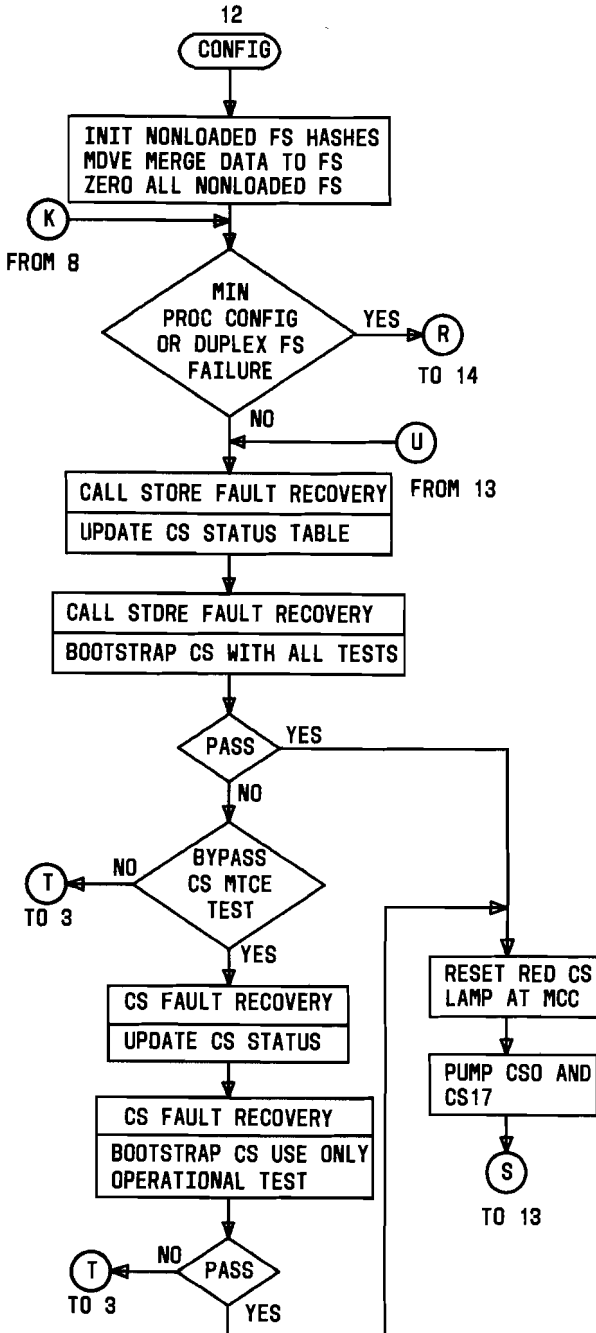 12
CONFIG
INIT NONLOADED FS HASHES
MDVE MERGE DATA TO FS
ZERO ALL NONLOADED FS
K
FROM 8
MIN
PROC CONFIG
OR DUPLEX FS
FAILURE
YES
R
TO 14
NO
U
FROM 13
CALL STORE FAULT RECOVERY
UPDATE CS STATUS TABLE
CALL STDRE FAULT RECOVERY
BOOTSTRAP CS WITH ALL TESTS
PASS
YES
NO
BYPASS
CS MTCE
TEST
NO
T
TO 3
YES
CS FAULT RECOVERY
UPDATE CS STATUS
RESET RED CS
LAMP AT MCC
PUMP CS0 AND
CS17
S
TO 13
CS FAULT RECOVERY
BOOTSTRAP CS USE ONLY
OPERATIONAL TEST
PASS
NO
T
TO 3
YES